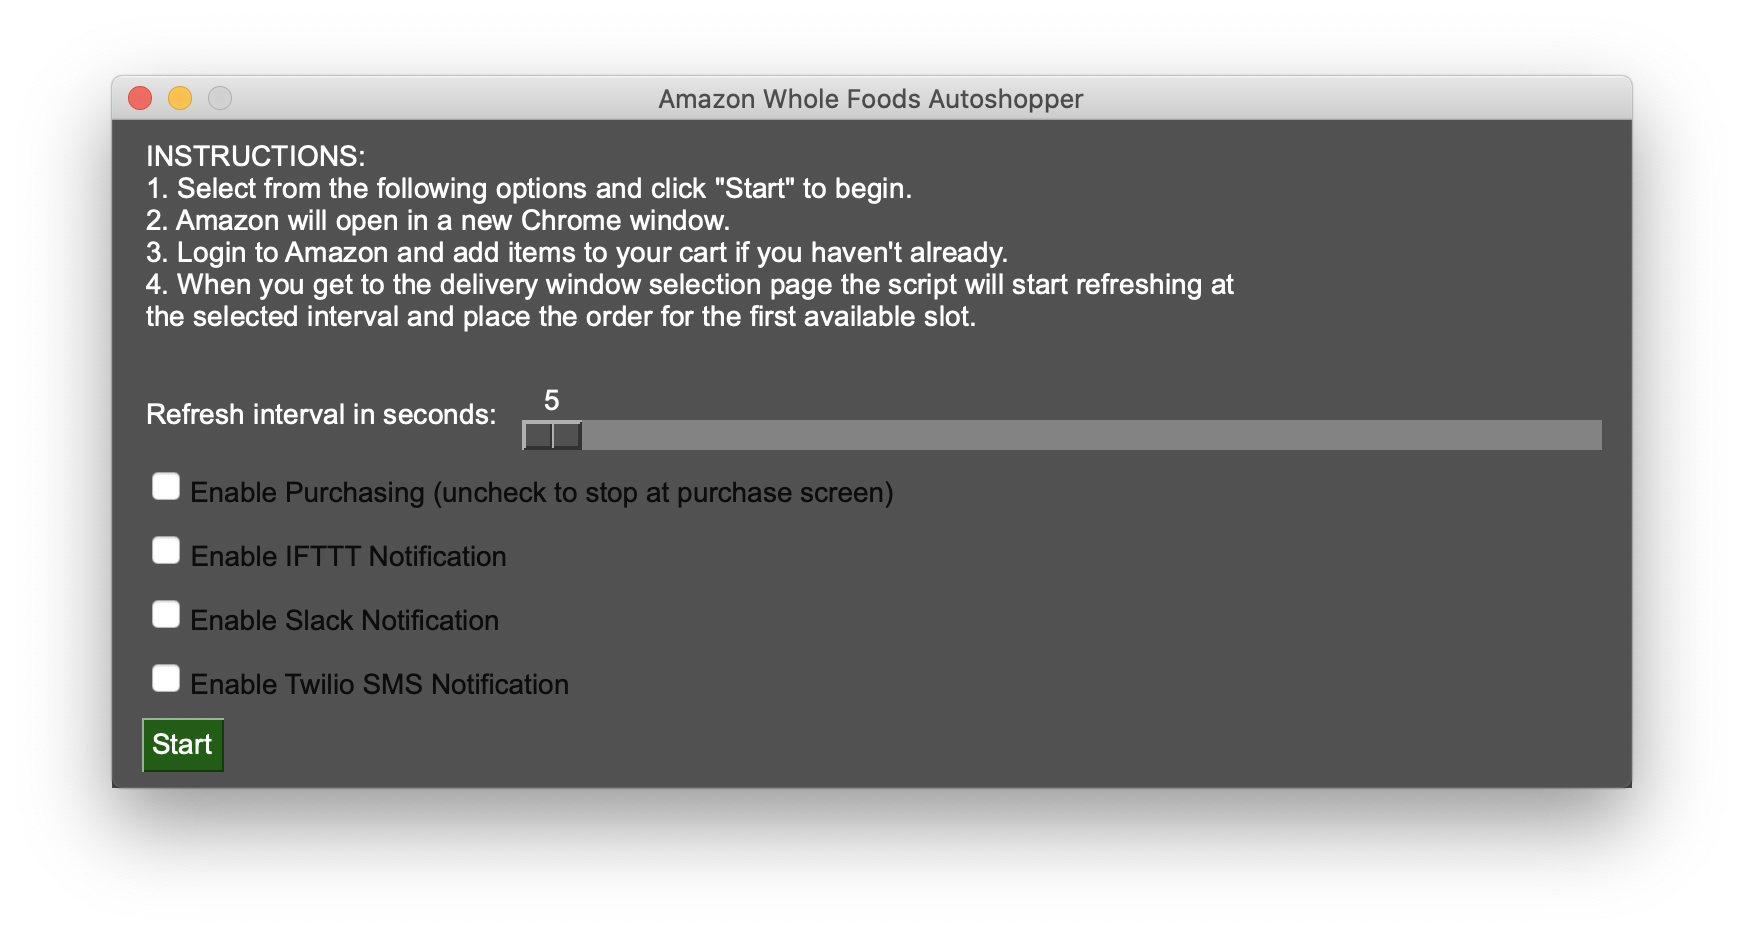 Amazon Whole Foods Autoshopper
INSTRUCTIONS:
1. Select from the following options and click "Start" to begin.
2. Amazon will open in a new Chrome window.
3. Login to Amazon and add items to your cart if you haven't already.
4. When you get to the delivery window selection page the script will start refreshing at
the selected interval and place the order for the first available slot.
5
Refresh interval in seconds:
Enable Purchasing (uncheck to stop at purchase screen)
Enable IFTTT Notification
Enable Slack Notification
Enable Twilio SMS Notification
Start